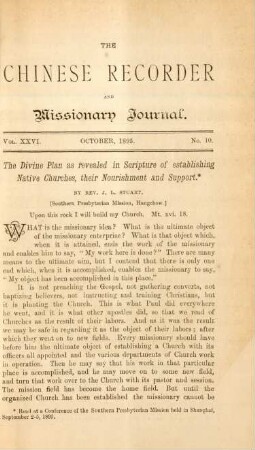 THE
CHINESE RECORDER
AND
Missionary Journal.
VOL. XXVI. OCTOBER, 1895. No. 10.
The Divine Plan as revealed in Scripture of establishing
Native Churches, their Nourishment and Support.*
BY REV. J. L. STUART,
[Southern Presbyterian Mission, Hangchow.]
Upon this rock I will build my Church. Mt. xvi. 18.
WHAT is the missionary idea? What is the ultimate object
of the missionary enterprise? What is that object which,
when it is attained, ends the work of the missionary
and enables him to say, "My work here is done?" There are many
means to the ultimate aim, but I contend that there is only one
end which, when it is accomplished, enables the missionary to say,
"My object has been accomplished in this place."
It is not preaching the Gospel, not gathering converts, not
baptizing believers, not instructing and training Christians, but
it is planting the Church. This is what Paul did everywhere
he went, and it is what other apostles did, so that we read of
Churches as the result of their labors. And as it was the result
we may be safe in regarding it as the object of their labors; after
which they went on to new fields. Every missionary should have
before him the ultimate object of establishing a Church with its
officers all appointed and the various departments of Church work
in operation. Then he may say that his work in that particular
place is accomplished, and he may move on to some new field,
and turn that work over to the Church with its pastor and session.
The mission field has become the home field. But until the
organised Church has been established the missionary cannot be
* Read at a Conference of the Southern Presbyterian Mission held in Shanghai,
September 2-5, 1895.